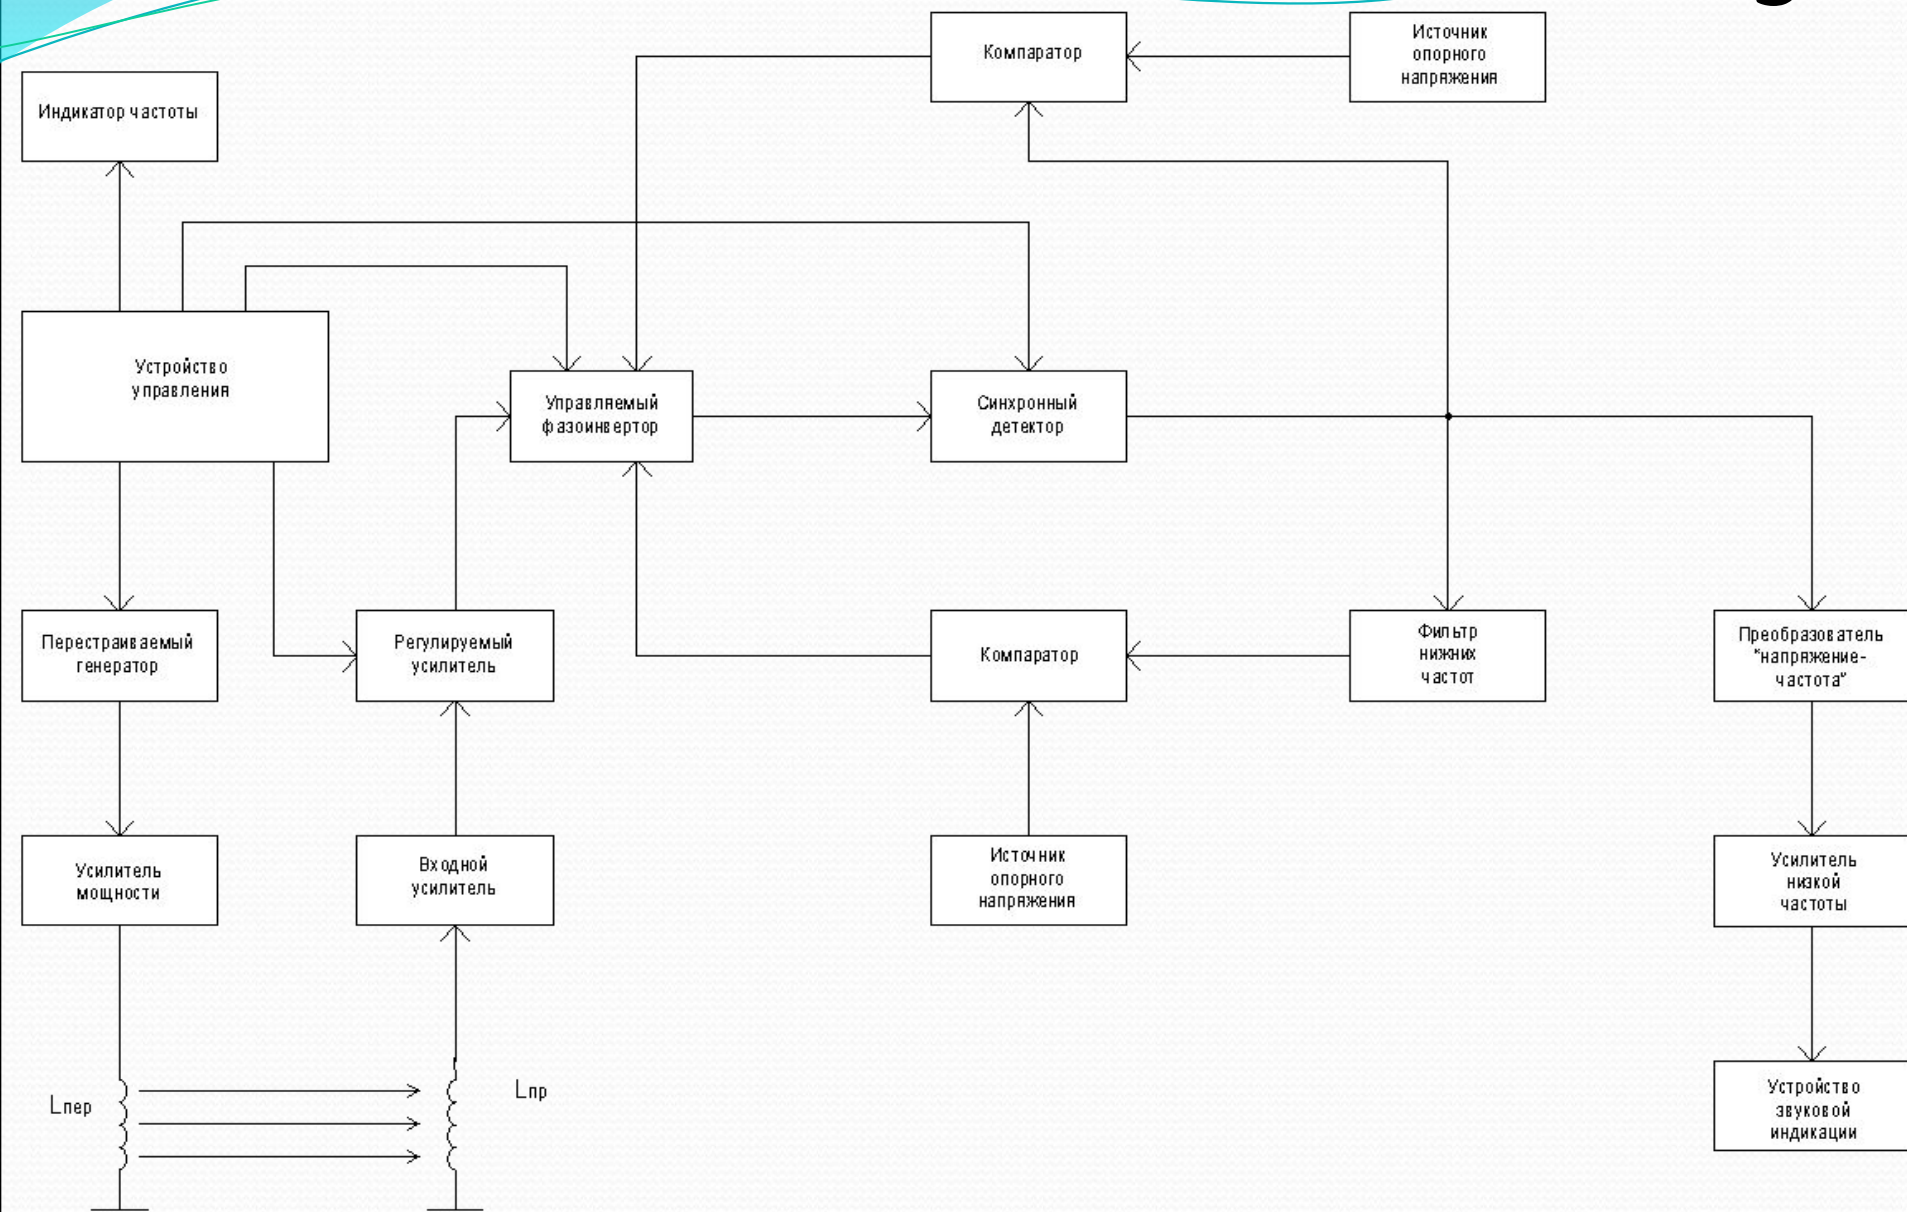 Компаратор
Источник
опорного
напряжения
Индикатор частоты
Устройство
управления
Управляемый
фазоинвертор
Синхронный
детектор
Перестраиваемый
генератор
Регулируемый
усилитель
Компаратор
Фильтр
нижних
частот
Преобразователь
"напряжение-
частота"
Усилитель
мощности
Входной
усилитель
Источник
опорного
напряжения
Усилитель
низкой
частоты
Lпер
Lпр
Устройство
звуковой
индикации